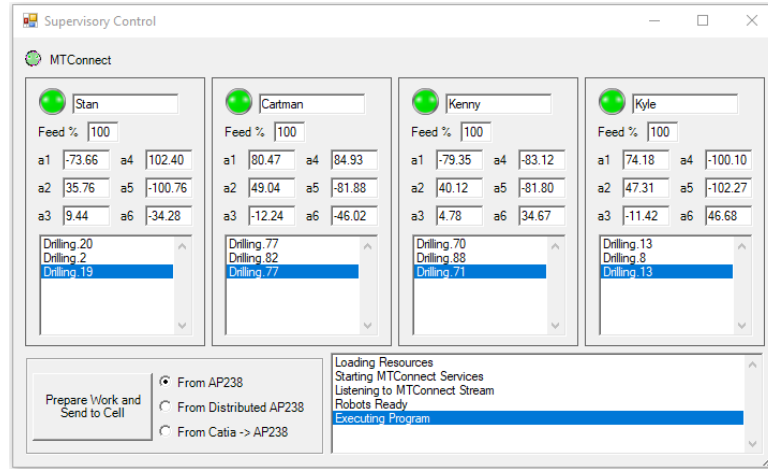 Supervisory Control
MTConnect
Stan
Feed % 100
a1 -73.66 a4 102.40
a2 35.76 a5 -100.76
a3 9.44 a6 -34.28
Drilling.20
Drilling.2
Drilling.19
Cartman
Feed % 100
a1 80.47 a4 84.93
a2 49.04 a5 -81.88
a3 -12.24 a6 -46.02
Drilling.77
Drilling.82
Drilling.77
Kenny
Feed % 100
a1 -79.35 a4 -83.12
a2 40.12 a5 -81.80
a3 4.78 a6 34.67
Drilling.70
Drilling.88
Drilling.71
Kyle
Feed % 100
a1 74.18 a4 -100.10
a2 47.31 a5 -102.27
a3 -11.42 a6 46.68
Drilling.13
Drilling.8
Drilling.13
Prepare Work and
Send to Cell
From AP238
From Distributed AP238
From Catia -> AP238
Loading Resources
Starting MTConnect Services
Listening to MTConnect Stream
Robots Ready
Executing Program